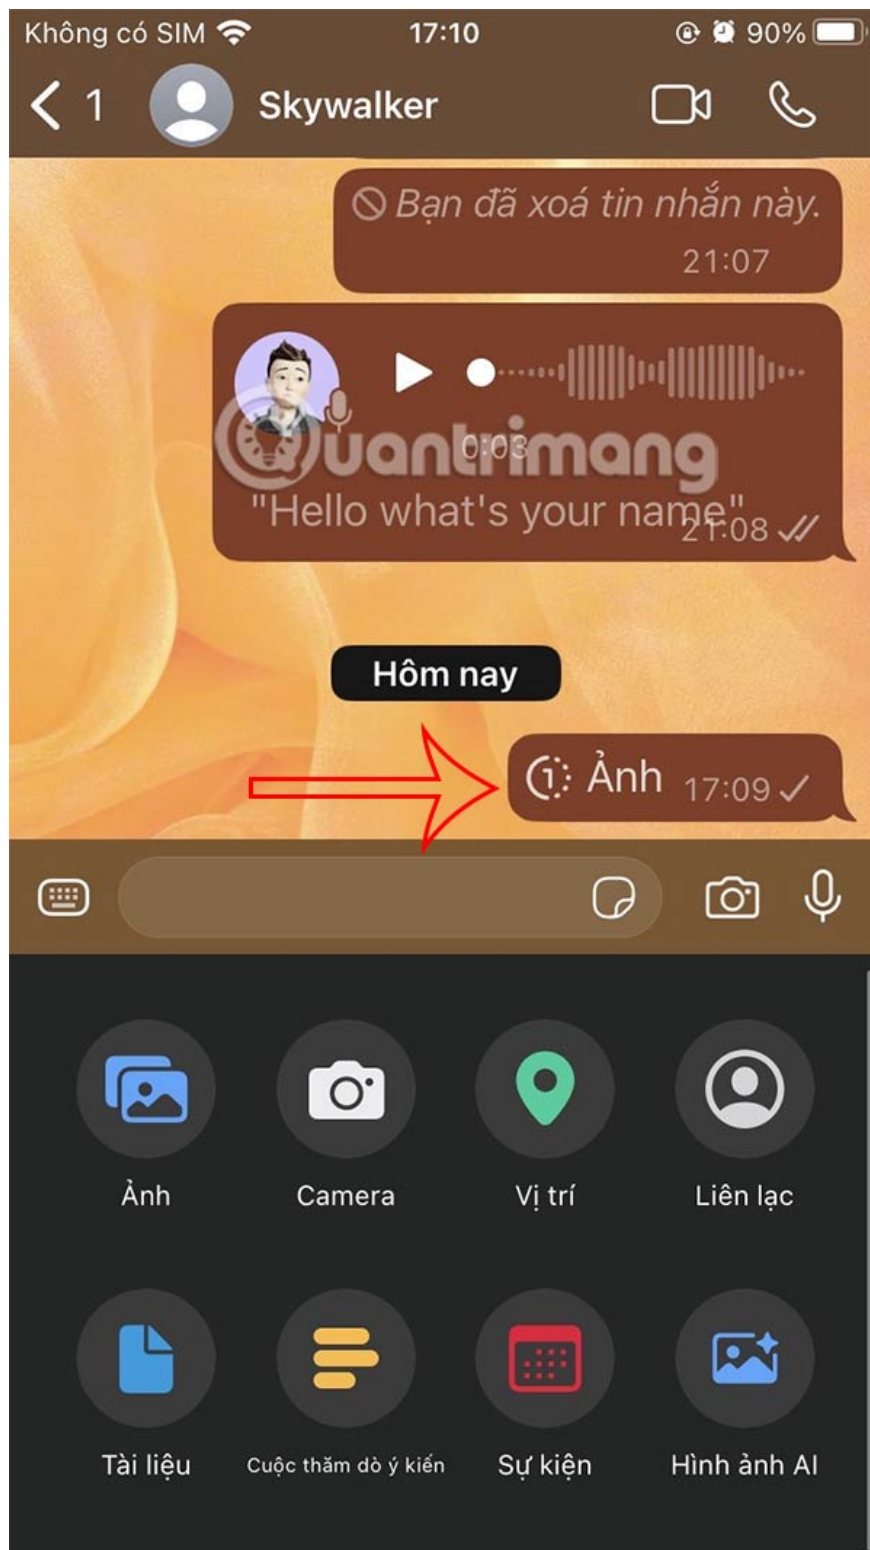 Không có SIM 17:10 90%
1 Skywalker
Bạn đã xoá tin nhắn này.
21:07
0:03
Quantrimang
"Hello what's your name"
21:08
Hôm nay
1 Ảnh 17:09
Ảnh Camera Vị trí Liên lạc
Tài liệu Cuộc thăm dò ý kiến Sự kiện Hình ảnh AI